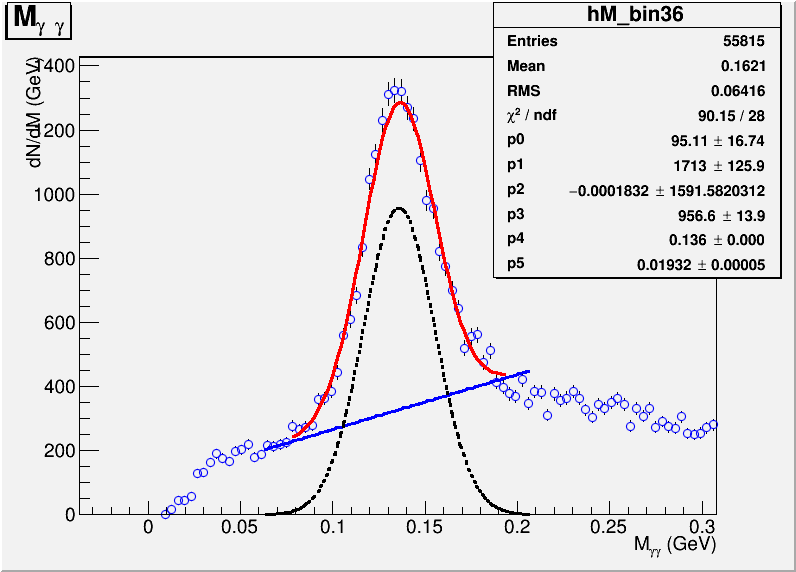 Mγ γ
hM_bin36
Entries 55815
Mean 0.1621
RMS 0.06416
χ² / ndf 90.15 / 28
p0 95.11 ± 16.74
p1 1713 ± 125.9
p2 −0.0001832 ± 1591.5820312
p3 956.6 ± 13.9
p4 0.136 ± 0.000
p5 0.01932 ± 0.00005
dN/dM (GeV)
1400
1200
1000
800
600
400
200
0
0 0.05 0.1 0.15 0.2 0.25 0.3
Mγγ (GeV)